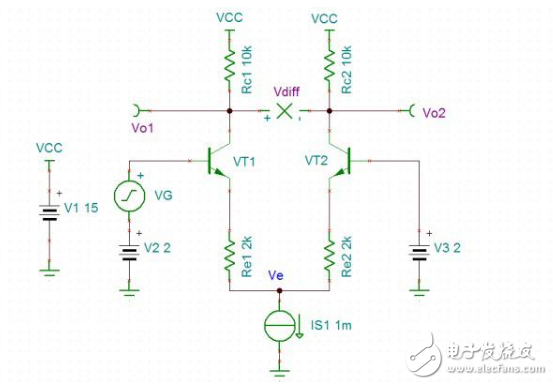 VCC
VCC
Rc1 10k
Rc2 10k
Vdiff
+ -
Vo1
Vo2
VCC
VT1
VT2
+
V1 15
+
VG
+
V2 2
+
V3 2
Re1 2k
Re2 2k
Ve
IS1 1m
电子发烧友
www.elecfans.com